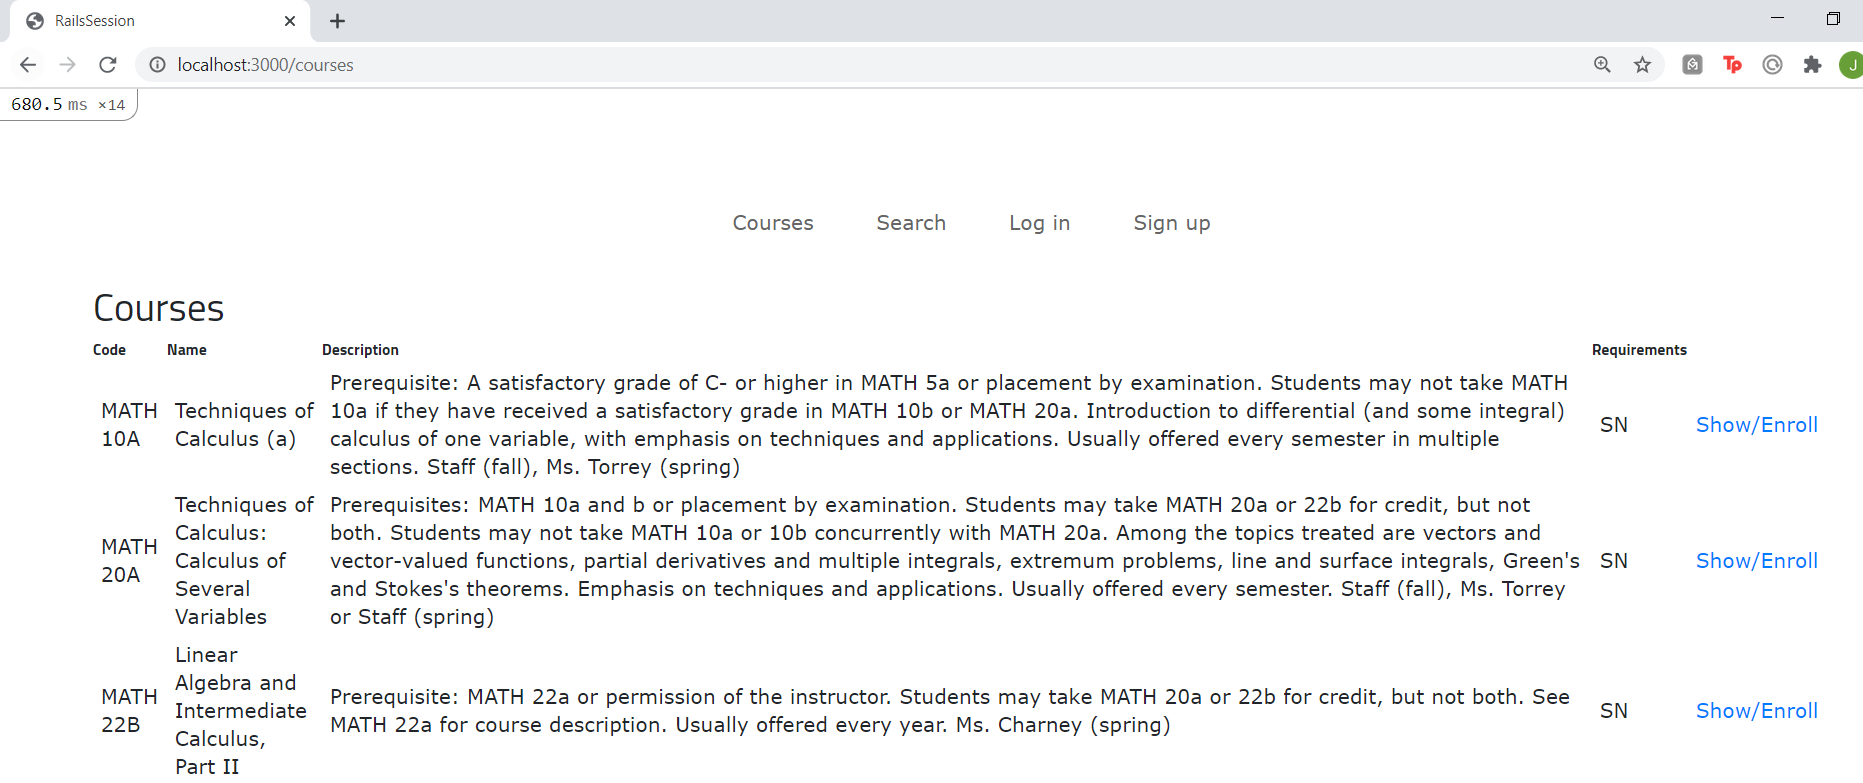 RailsSession
localhost:3000/courses
Tp
J
680.5 ms ×14
Courses Search Log in Sign up
Courses
Code Name Description Requirements
MATH 10A
Techniques of Calculus (a)
Prerequisite: A satisfactory grade of C- or higher in MATH 5a or placement by examination. Students may not take MATH
10a if they have received a satisfactory grade in MATH 10b or MATH 20a. Introduction to differential (and some integral)
calculus of one variable, with emphasis on techniques and applications. Usually offered every semester in multiple
sections. Staff (fall), Ms. Torrey (spring)
SN
Show/Enroll
MATH
20A
Techniques of
Calculus:
Calculus of
Several
Variables
Prerequisites: MATH 10a and b or placement by examination. Students may take MATH 20a or 22b for credit, but not
both. Students may not take MATH 10a or 10b concurrently with MATH 20a. Among the topics treated are vectors and
vector-valued functions, partial derivatives and multiple integrals, extremum problems, line and surface integrals, Green's
and Stokes's theorems. Emphasis on techniques and applications. Usually offered every semester. Staff (fall), Ms. Torrey
or Staff (spring)
SN
Show/Enroll
MATH
22B
Linear
Algebra and
Intermediate
Calculus,
Part II
Prerequisite: MATH 22a or permission of the instructor. Students may take MATH 20a or 22b for credit, but not both. See
MATH 22a for course description. Usually offered every year. Ms. Charney (spring)
SN
Show/Enroll